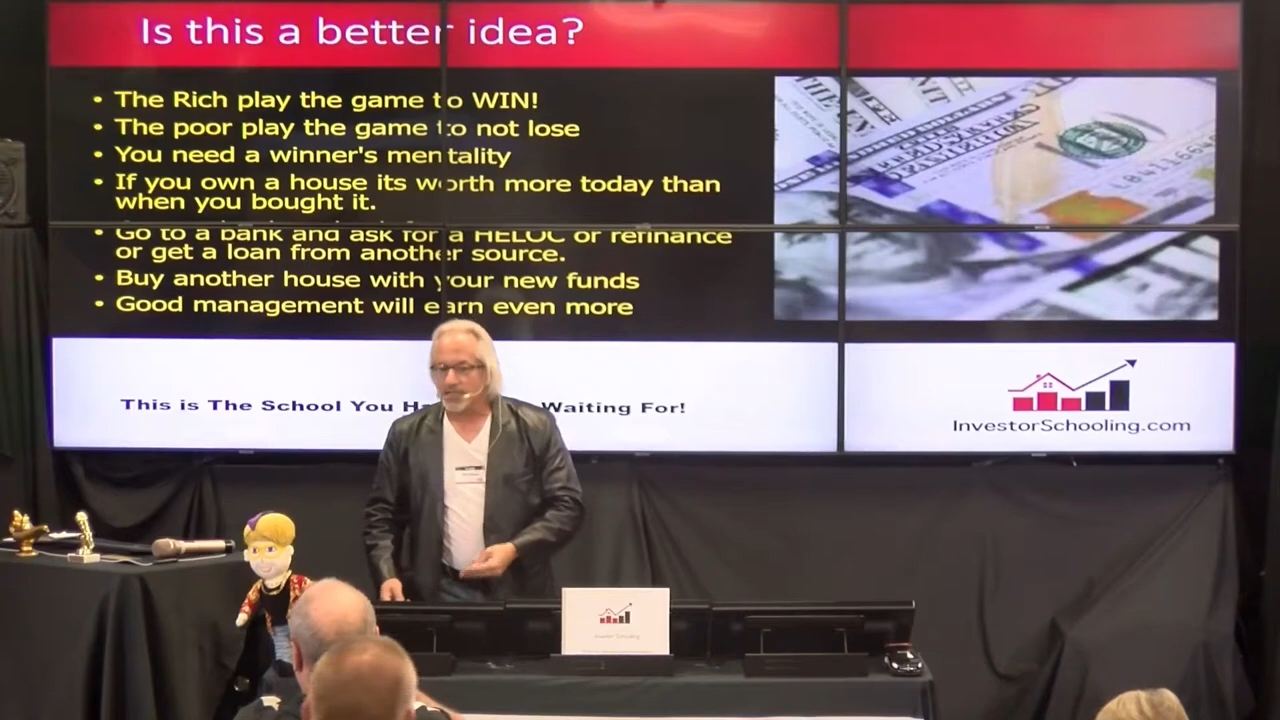 Is this a better idea?
• The Rich play the game to WIN!
• The poor play the game to not lose
• You need a winner's mentality
• If you own a house its worth more today than
when you bought it.
• Go to a bank and ask for a HELOC or refinance
or get a loan from another source.
• Buy another house with your new funds
• Good management will earn even more
This is The School You Waiting For!
InvestorSchooling.com
Investor Schooling